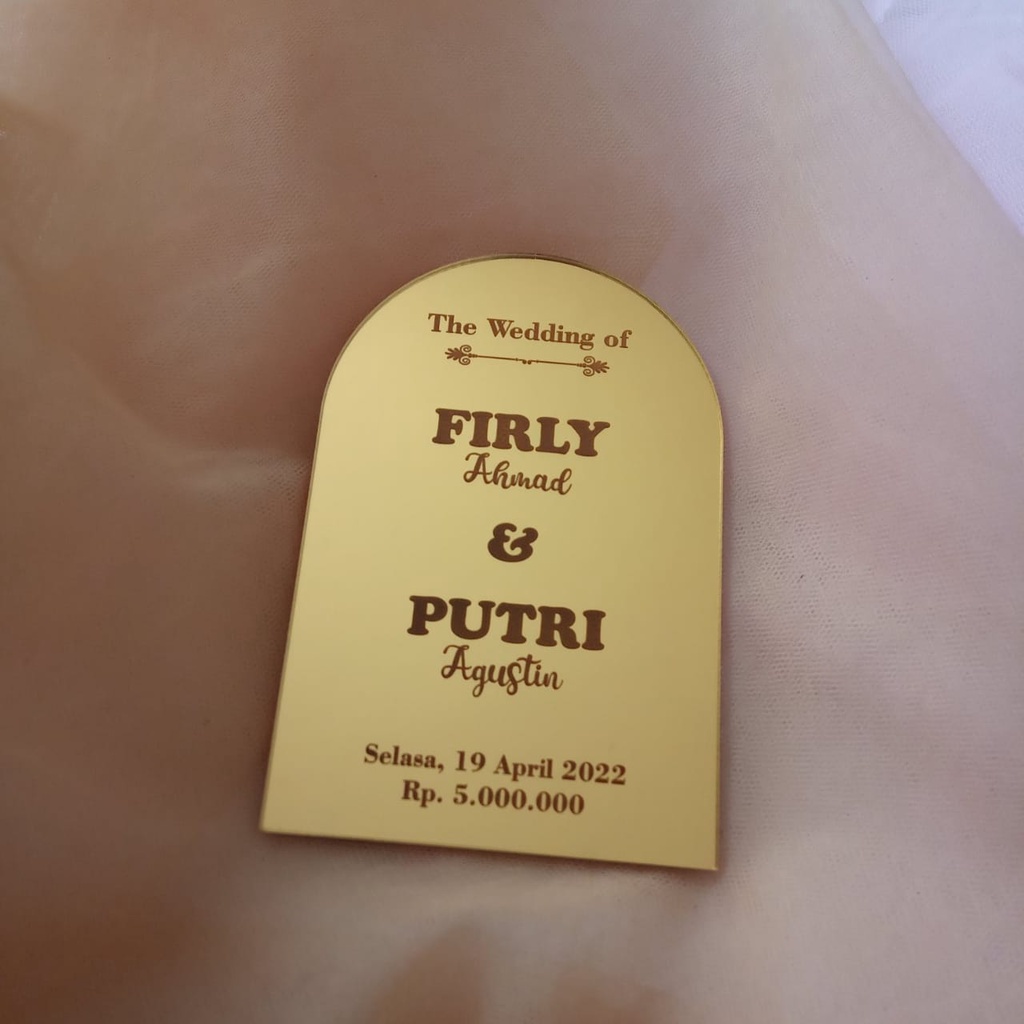 The Wedding of
FIRLY
Ahmad
&
PUTRI
Agustin
Selasa, 19 April 2022
Rp. 5.000.000